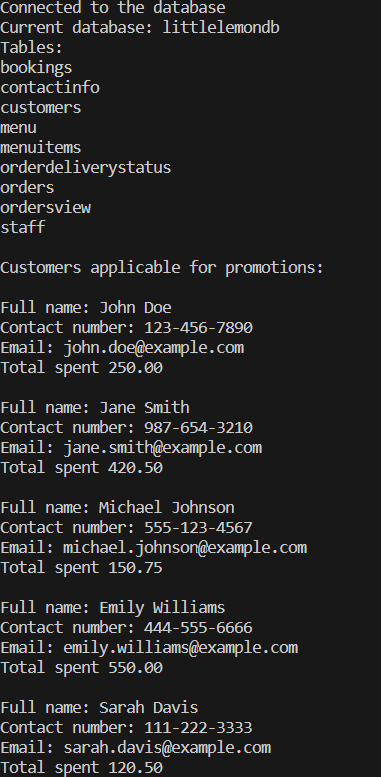 Connected to the database
Current database: littlelemondb
Tables:
bookings
contactinfo
customers
menu
menuitems
orderdeliverystatus
orders
ordersview
staff
Customers applicable for promotions:
Full name: John Doe
Contact number: 123-456-7890
Email: john.doe@example.com
Total spent 250.00
Full name: Jane Smith
Contact number: 987-654-3210
Email: jane.smith@example.com
Total spent 420.50
Full name: Michael Johnson
Contact number: 555-123-4567
Email: michael.johnson@example.com
Total spent 150.75
Full name: Emily Williams
Contact number: 444-555-6666
Email: emily.williams@example.com
Total spent 550.00
Full name: Sarah Davis
Contact number: 111-222-3333
Email: sarah.davis@example.com
Total spent 120.50